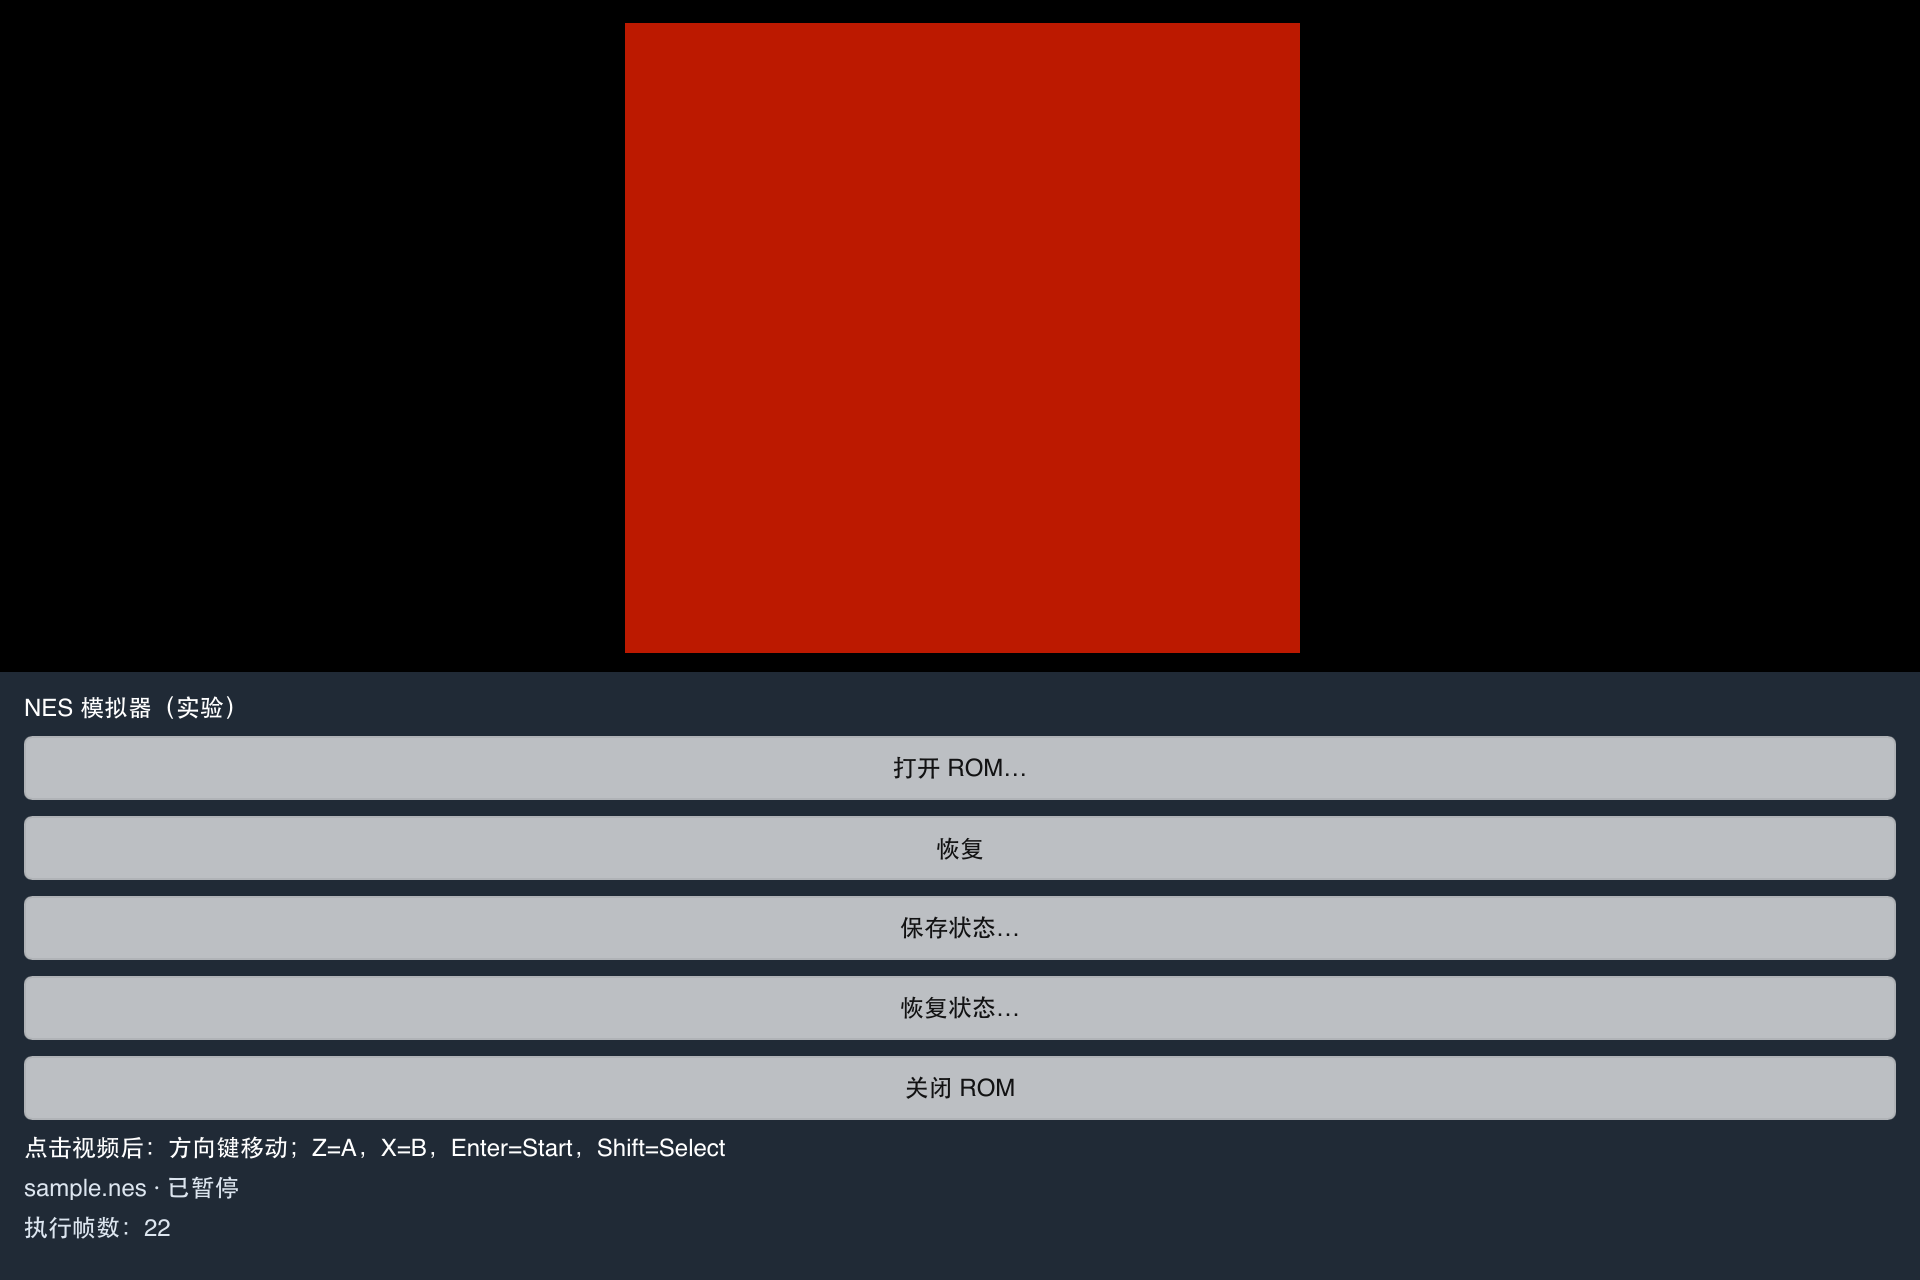 NES 模拟器（实验）
打开 ROM…
恢复
保存状态…
恢复状态…
关闭 ROM
点击视频后：方向键移动；Z=A，X=B，Enter=Start，Shift=Select
sample.nes · 已暂停
执行帧数：22